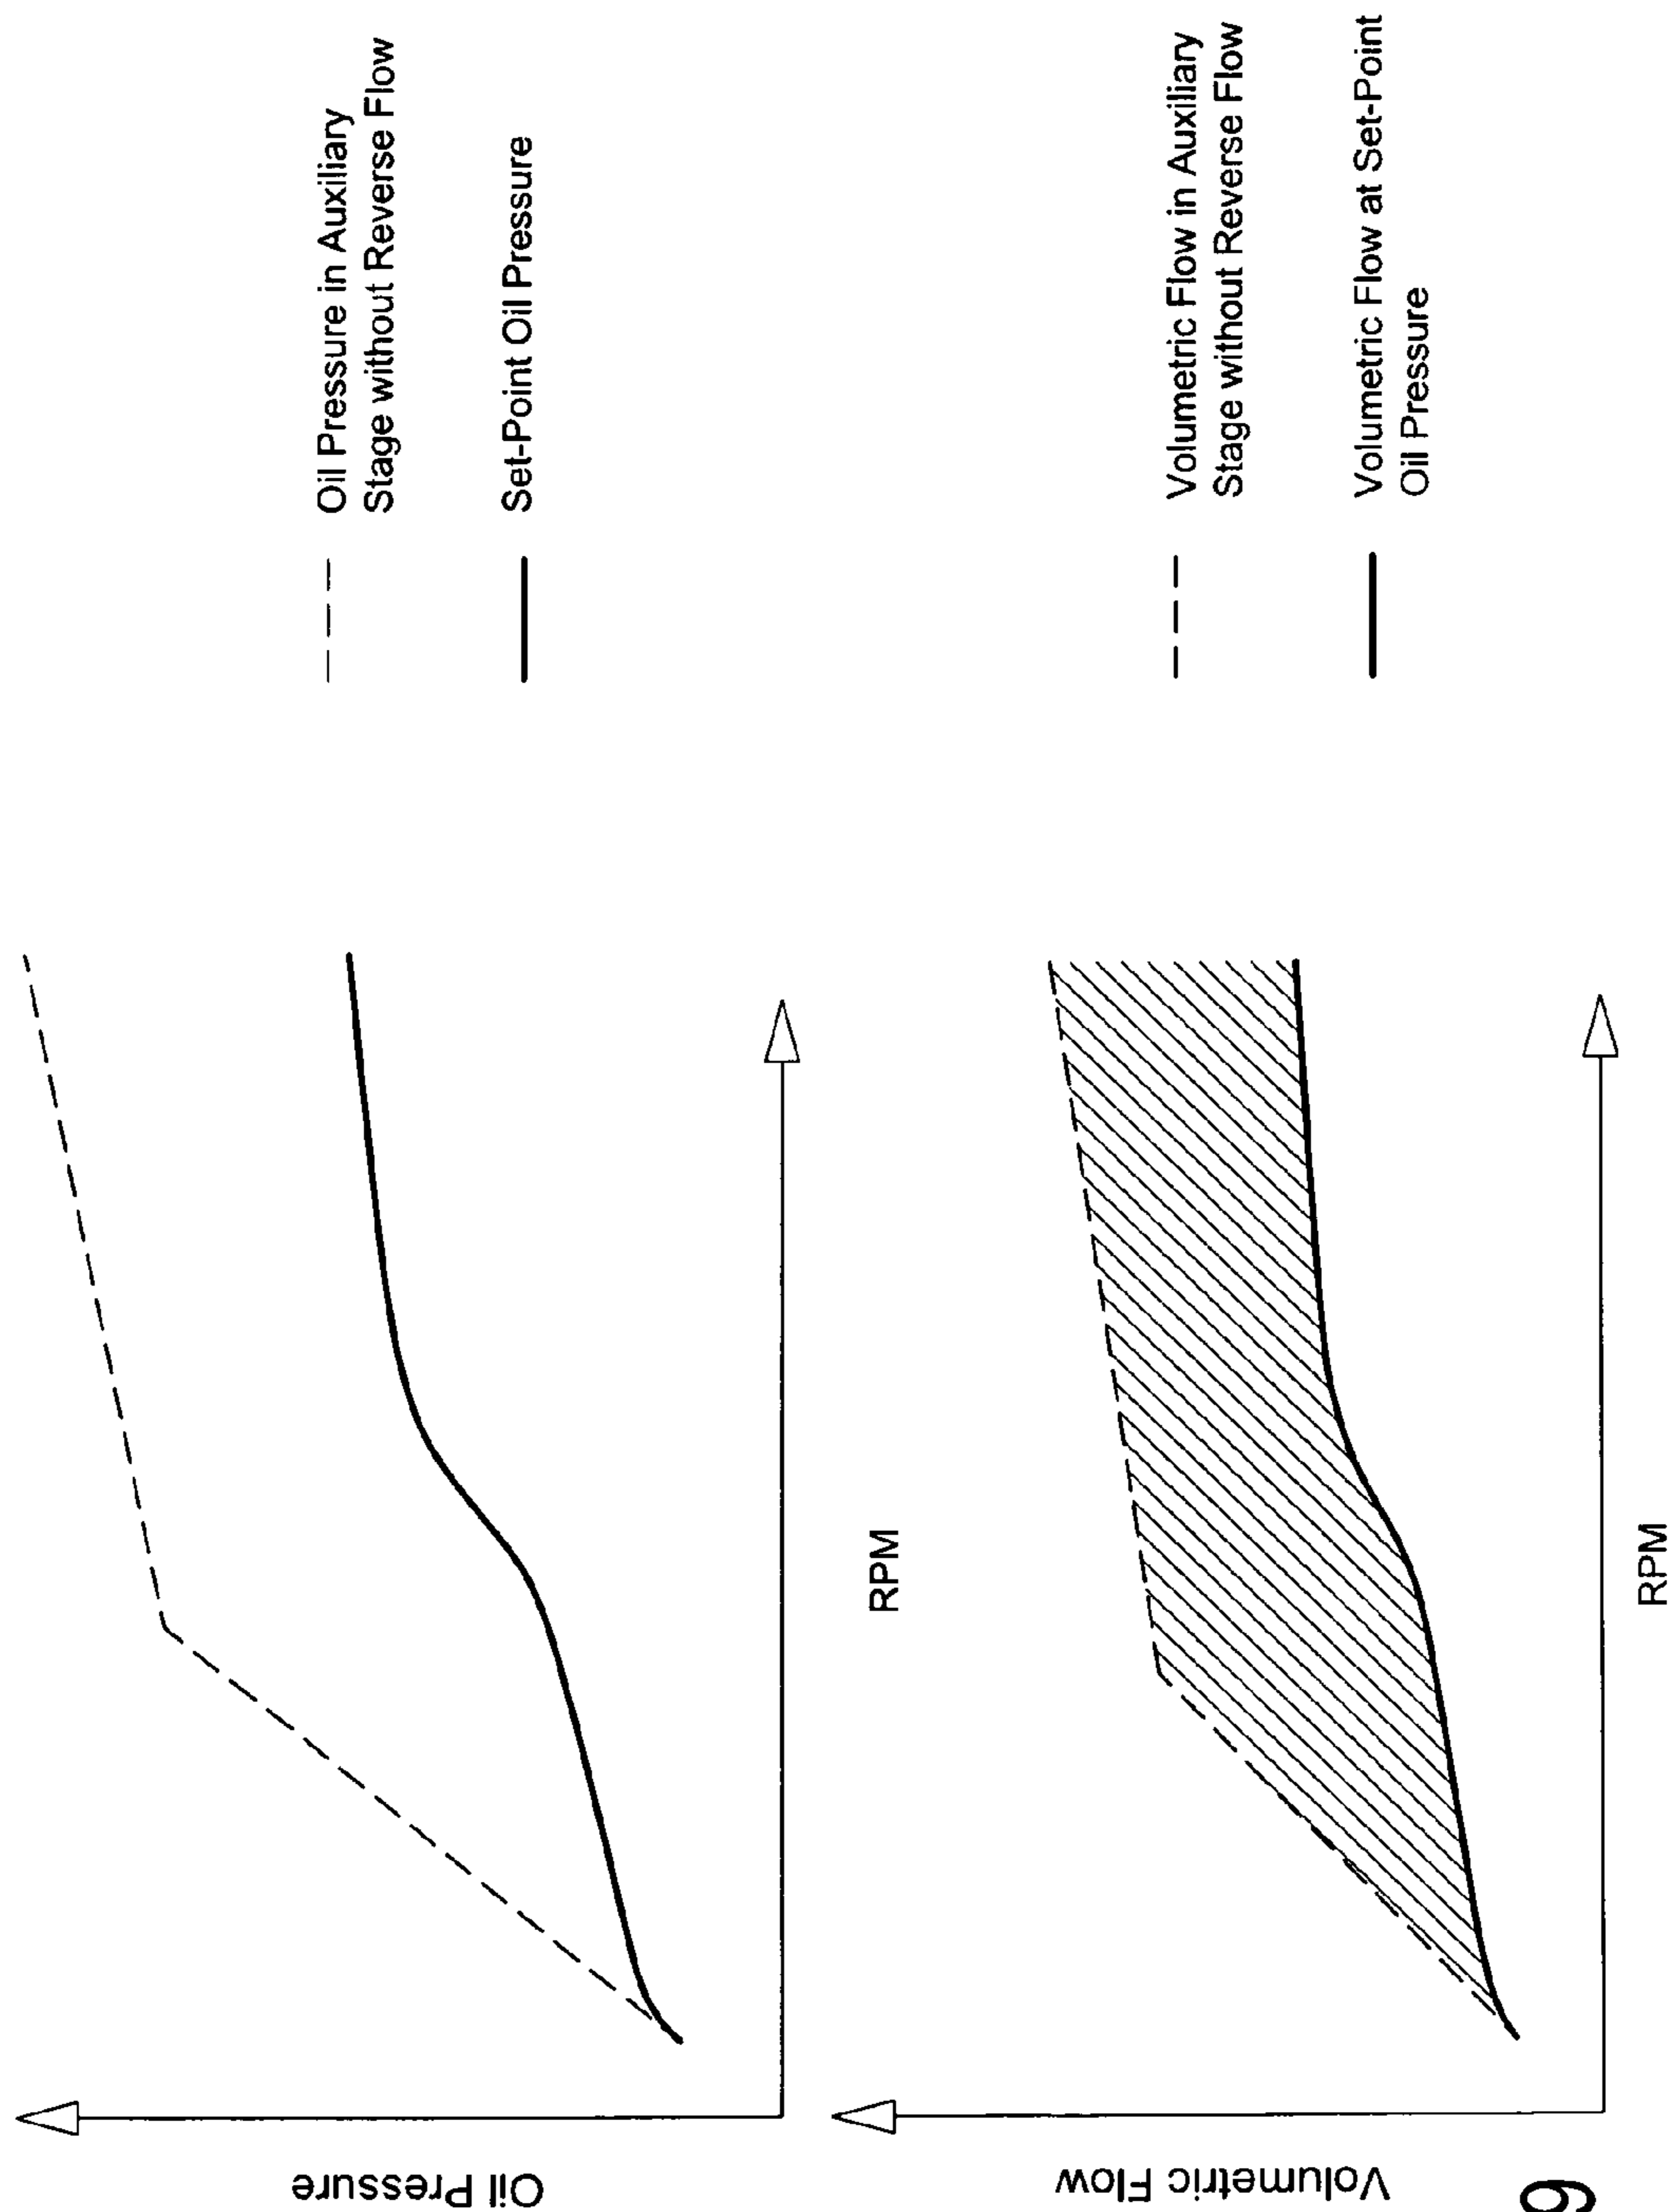 Oil Pressure
Oil Pressure in Auxiliary
Stage without Reverse Flow
Set-Point Oil Pressure
RPM
Volumetric Flow
Volumetric Flow in Auxiliary
Stage without Reverse Flow
Volumetric Flow at Set-Point
Oil Pressure
RPM
6